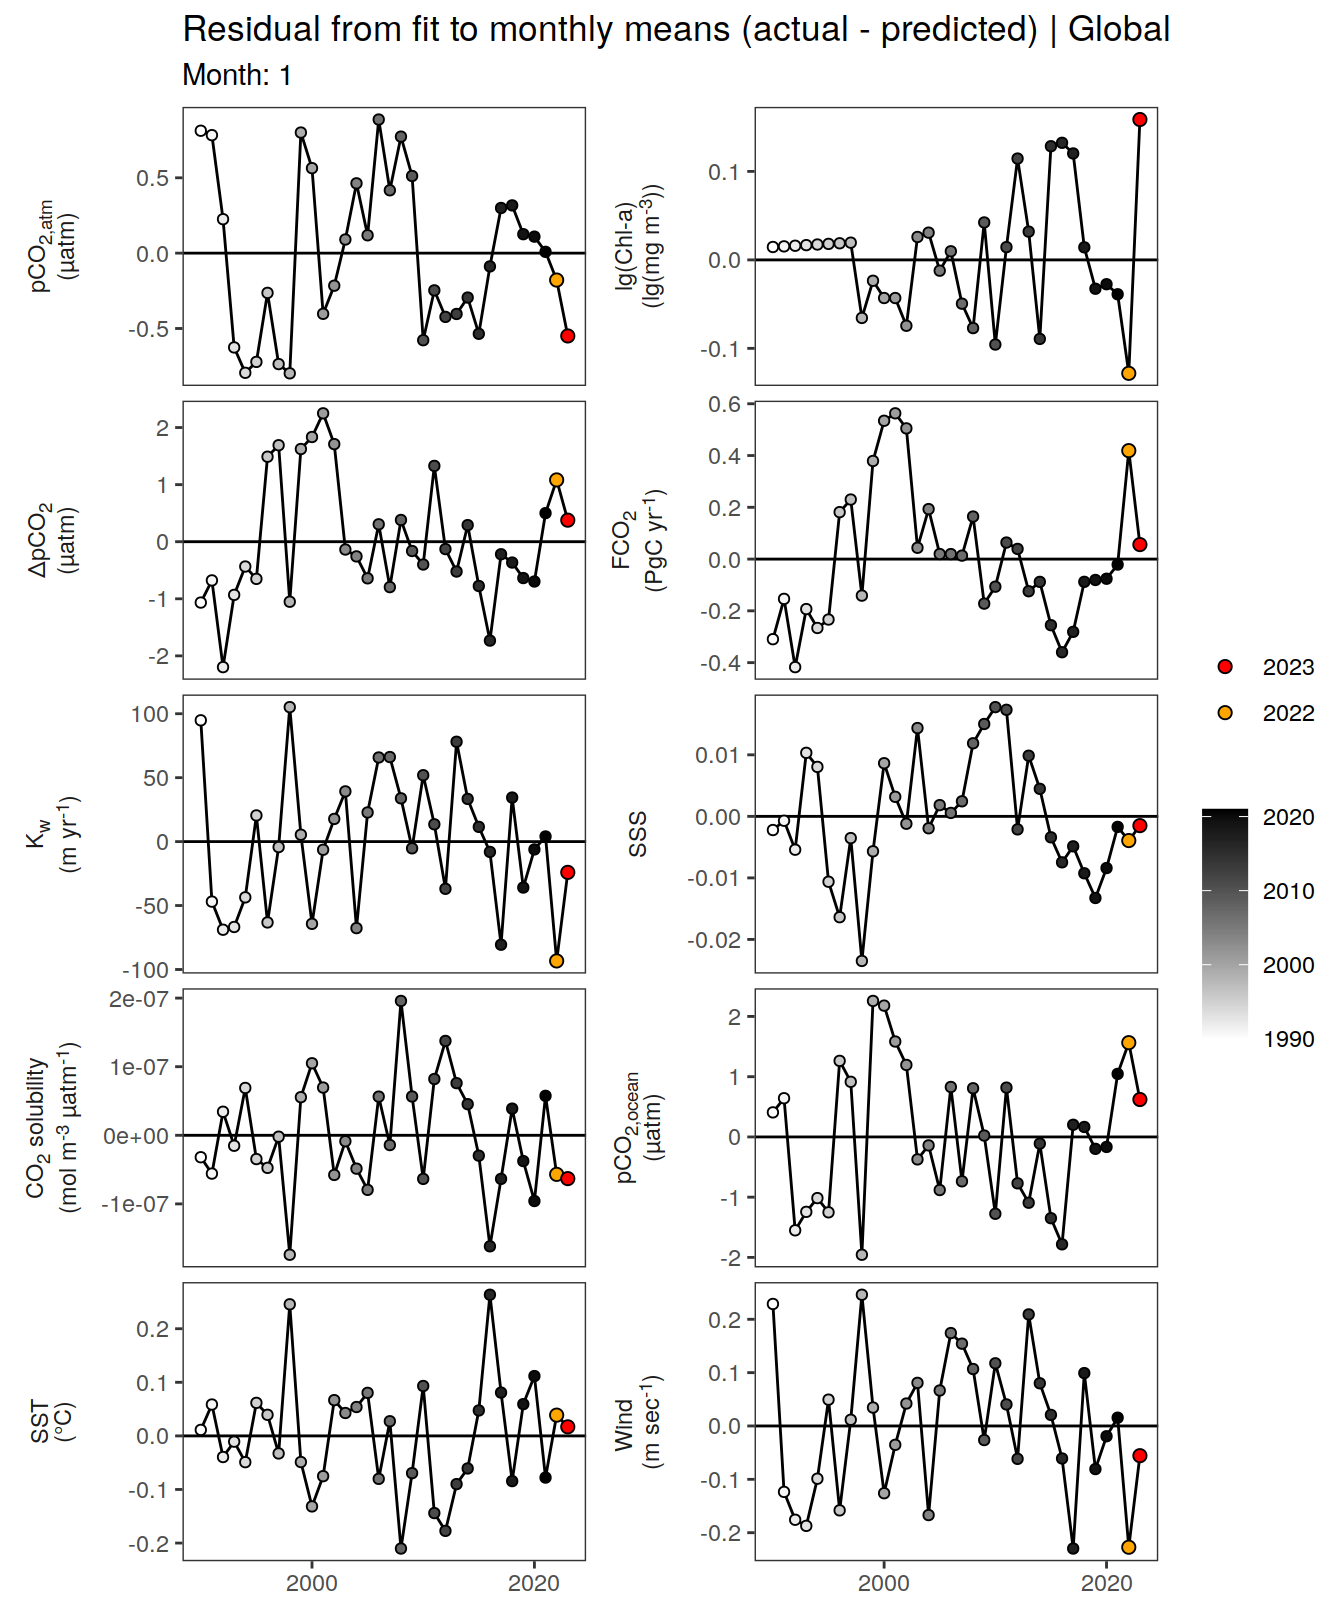 Residual from fit to monthly means (actual - predicted) | Global
Month: 1
pCO2,atm
(µatm)
0.5
0.0
-0.5
lg(Chl-a)
(lg(mg m-3))
0.1
0.0
-0.1
ΔpCO2
(µatm)
2
1
0
-1
-2
FCO2
(PgC yr-1)
0.6
0.4
0.2
0.0
-0.2
-0.4
Kw
(m yr-1)
100
50
0
-50
-100
SSS
0.01
0.00
-0.01
-0.02
CO2 solubility
(mol m-3 µatm-1)
2e-07
1e-07
0e+00
-1e-07
pCO2,ocean
(µatm)
2
1
0
-1
-2
SST
(°C)
0.2
0.1
0.0
-0.1
-0.2
2000
2020
Wind
(m sec-1)
0.2
0.1
0.0
-0.1
-0.2
2000
2020
2023
2022
2020
2010
2000
1990